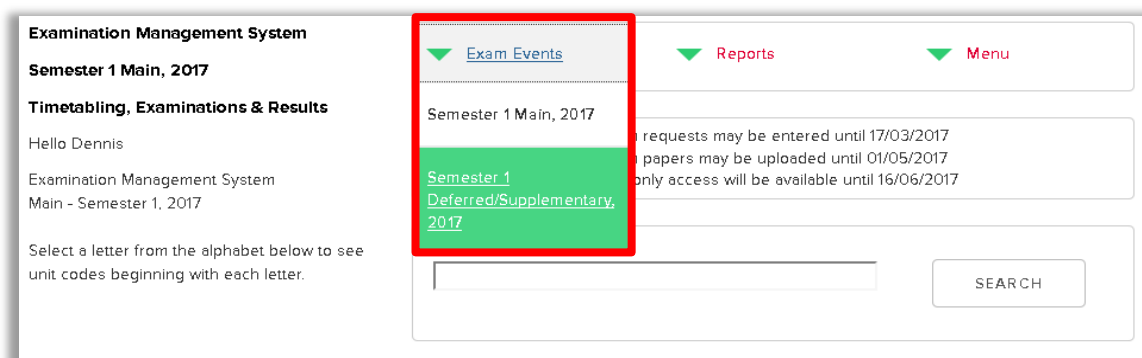 Examination Management System
Semester 1 Main, 2017
Timetabling, Examinations & Results
Hello Dennis
Examination Management System
Main - Semester 1, 2017
Select a letter from the alphabet below to see
unit codes beginning with each letter.
Exam Events
Reports
Menu
Semester 1 Main, 2017
Semester 1
Deferred/Supplementary,
2017
requests may be entered until 17/03/2017
papers may be uploaded until 01/05/2017
only access will be available until 16/06/2017
SEARCH